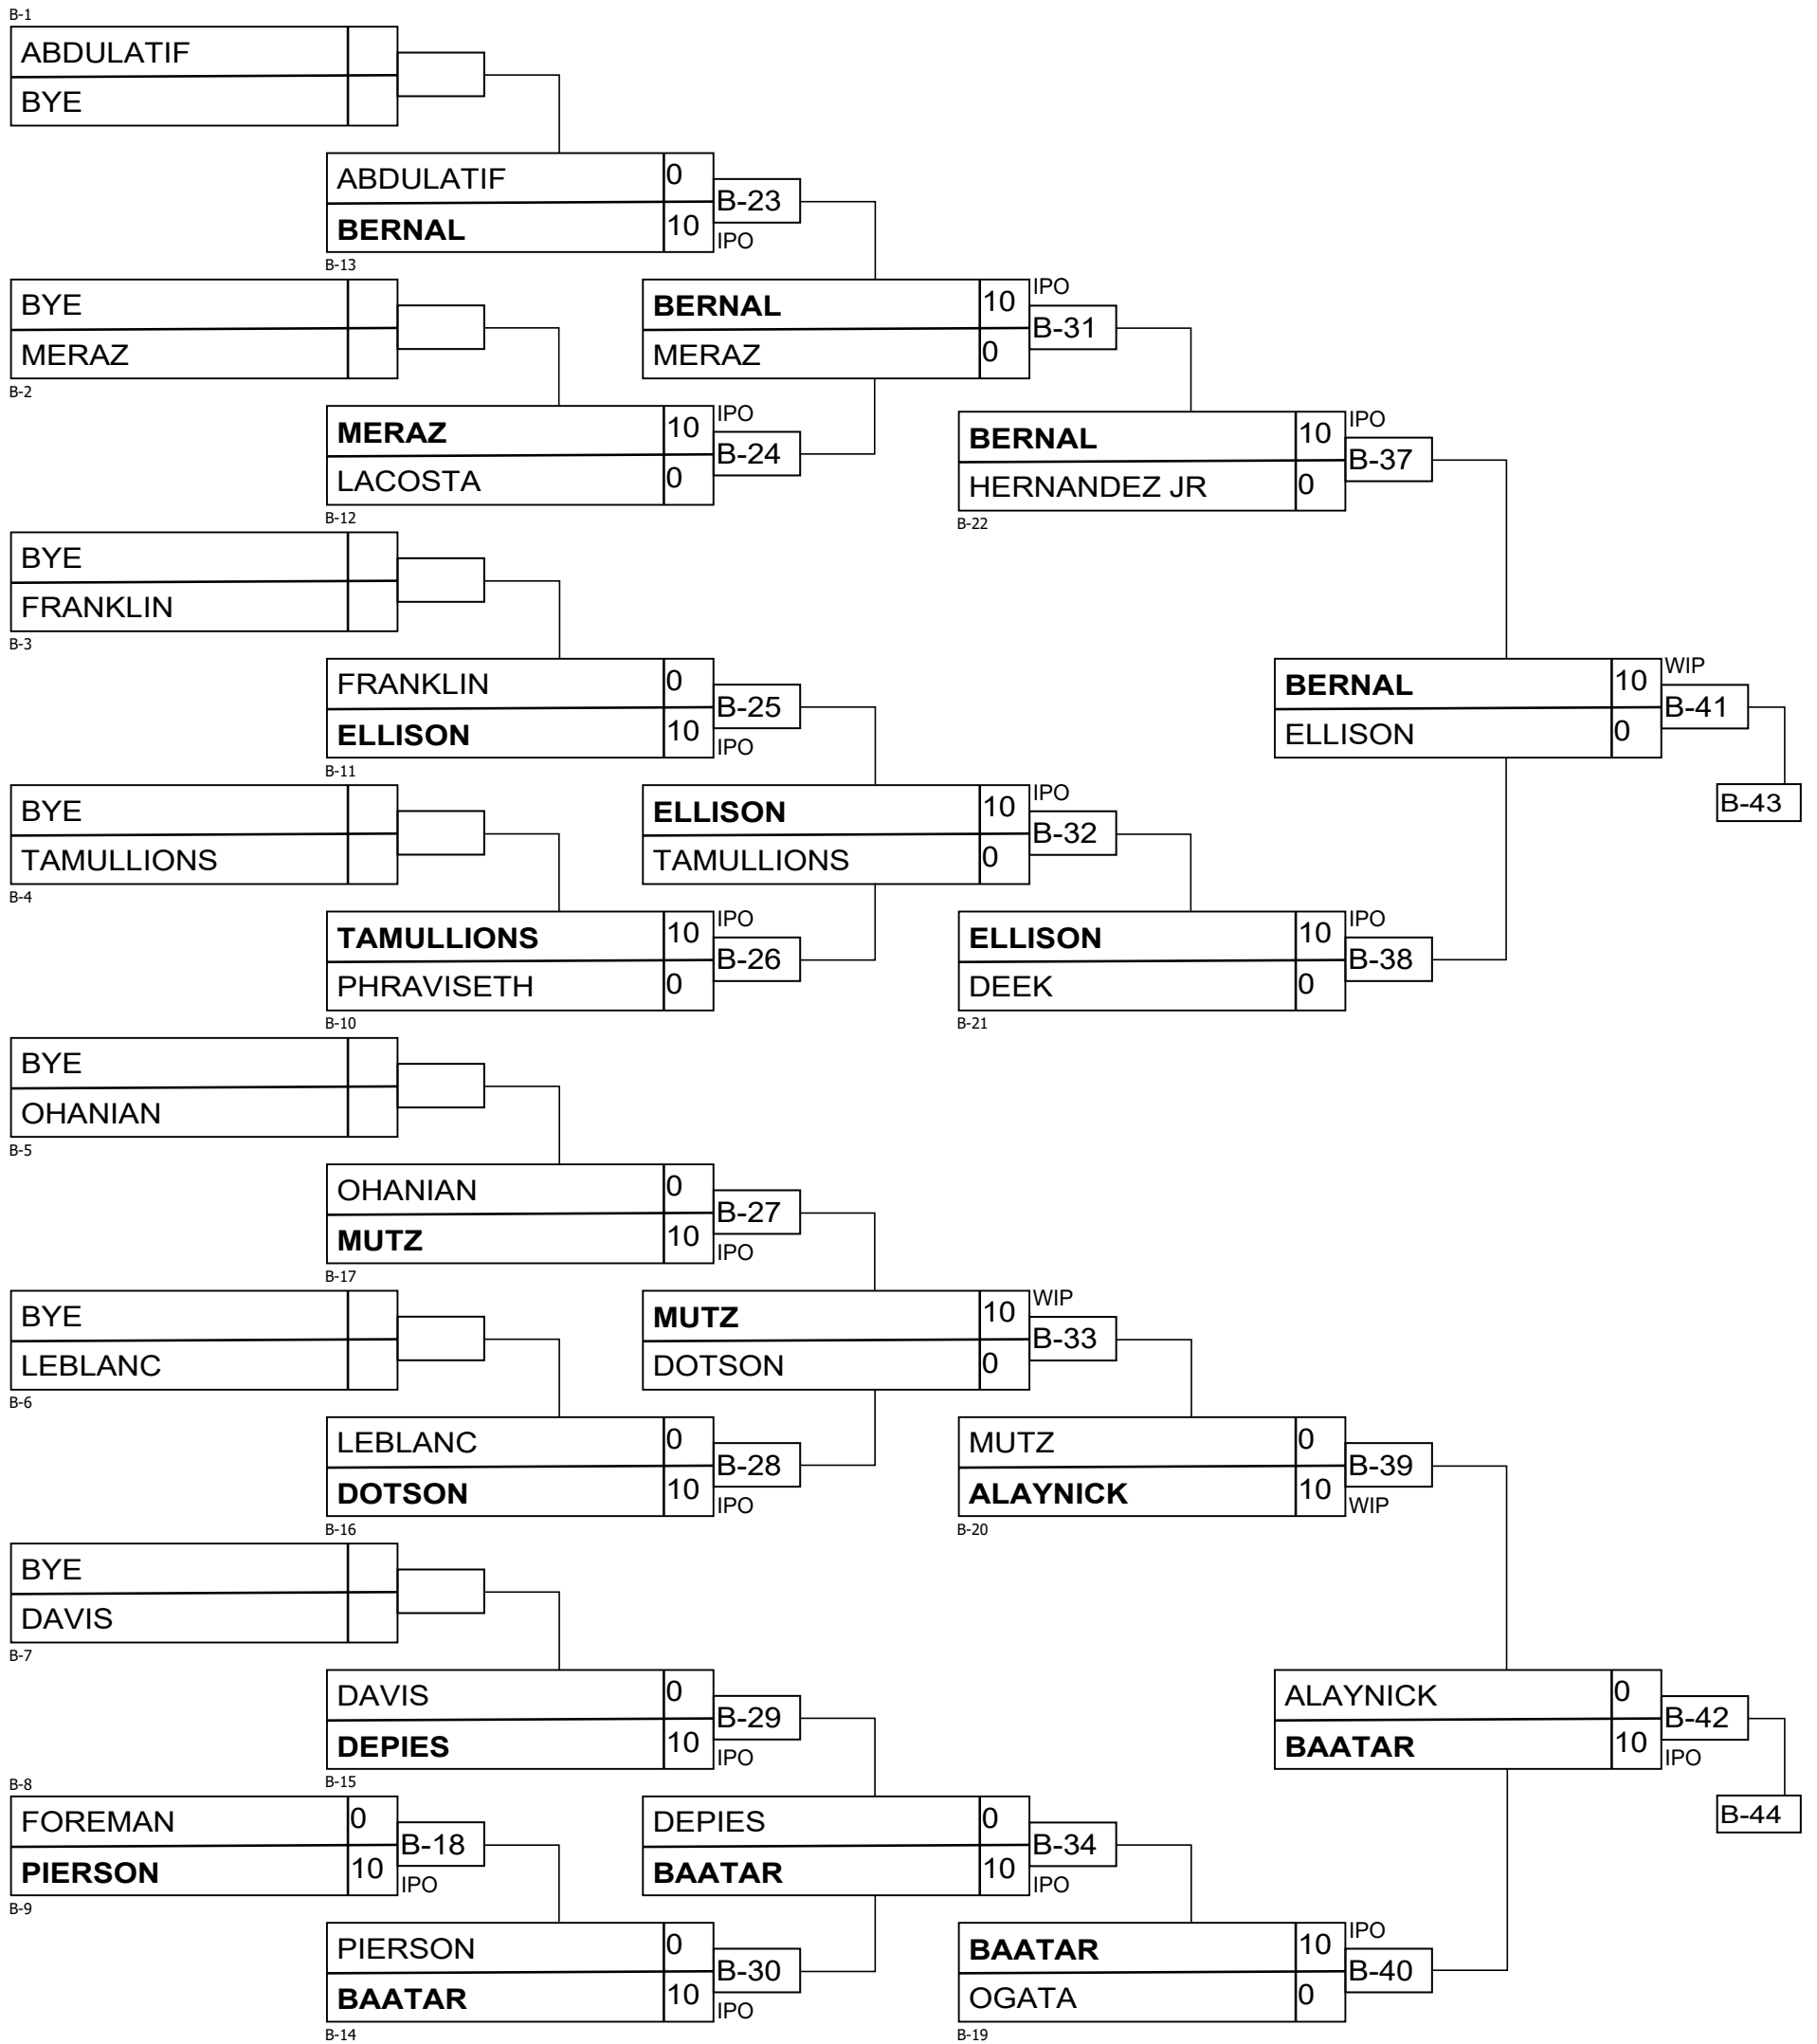 B-1
ABDULATIF
BYE
ABDULATIF 0
B-23
BERNAL 10
IPO
B-13
BYE
MERAZ
B-2
BERNAL 10 IPO
B-31
MERAZ 0
MERAZ 10 IPO
B-24
LACOSTA 0
B-12
BERNAL 10 IPO
B-37
HERNANDEZ JR 0
B-22
BYE
FRANKLIN
B-3
FRANKLIN 0
B-25
ELLISON 10
IPO
B-11
BERNAL 10 WIP
B-41
ELLISON 0
B-43
BYE
TAMULLIONS
B-4
ELLISON 10 IPO
B-32
TAMULLIONS 0
TAMULLIONS 10 IPO
B-26
PHRAVISETH 0
B-10
ELLISON 10 IPO
B-38
DEEK 0
B-21
BYE
OHANIAN
B-5
OHANIAN 0
B-27
MUTZ 10
IPO
B-17
BYE
LEBLANC
B-6
MUTZ 10 WIP
B-33
DOTSON 0
LEBLANC 0
B-28
DOTSON 10
IPO
B-16
MUTZ 0
B-39
ALAYNICK 10
WIP
B-20
BYE
DAVIS
B-7
DAVIS 0
B-29
DEPIES 10
IPO
B-15
ALAYNICK 0
B-42
BAATAR 10
IPO
B-44
B-8
FOREMAN 0
B-18
PIERSON 10
IPO
B-9
DEPIES 0
B-34
BAATAR 10
IPO
PIERSON 0
B-30
BAATAR 10
IPO
B-14
BAATAR 10 IPO
B-40
OGATA 0
B-19